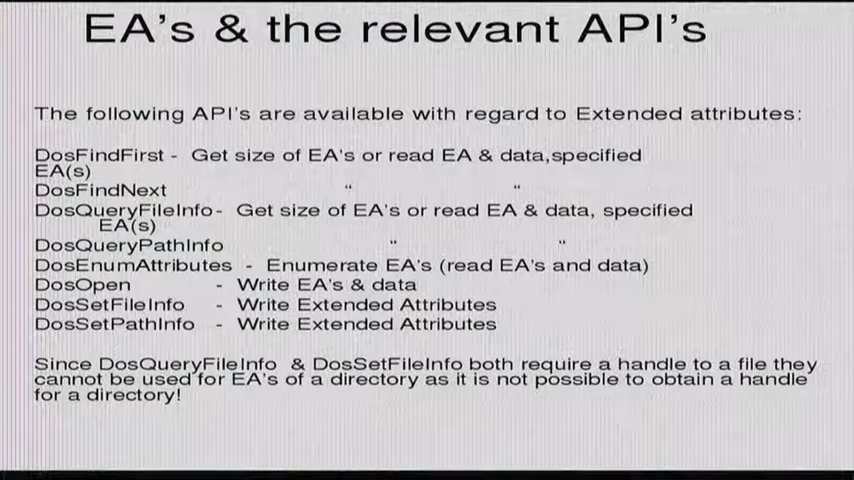 EA's & the relevant API's
The following API's are available with regard to Extended attributes:
DosFindFirst - Get size of EA's or read EA & data,specified
EA(s)
DosFindNext " "
DosQueryFileInfo - Get size of EA's or read EA & data, specified
EA(s)
DosQueryPathInfo " "
DosEnumAttributes - Enumerate EA's (read EA's and data)
DosOpen - Write EA's & data
DosSetFileInfo - Write Extended Attributes
DosSetPathInfo - Write Extended Attributes
Since DosQueryFileInfo & DosSetFileInfo both require a handle to a file they
cannot be used for EA's of a directory as it is not possible to obtain a handle
for a directory!